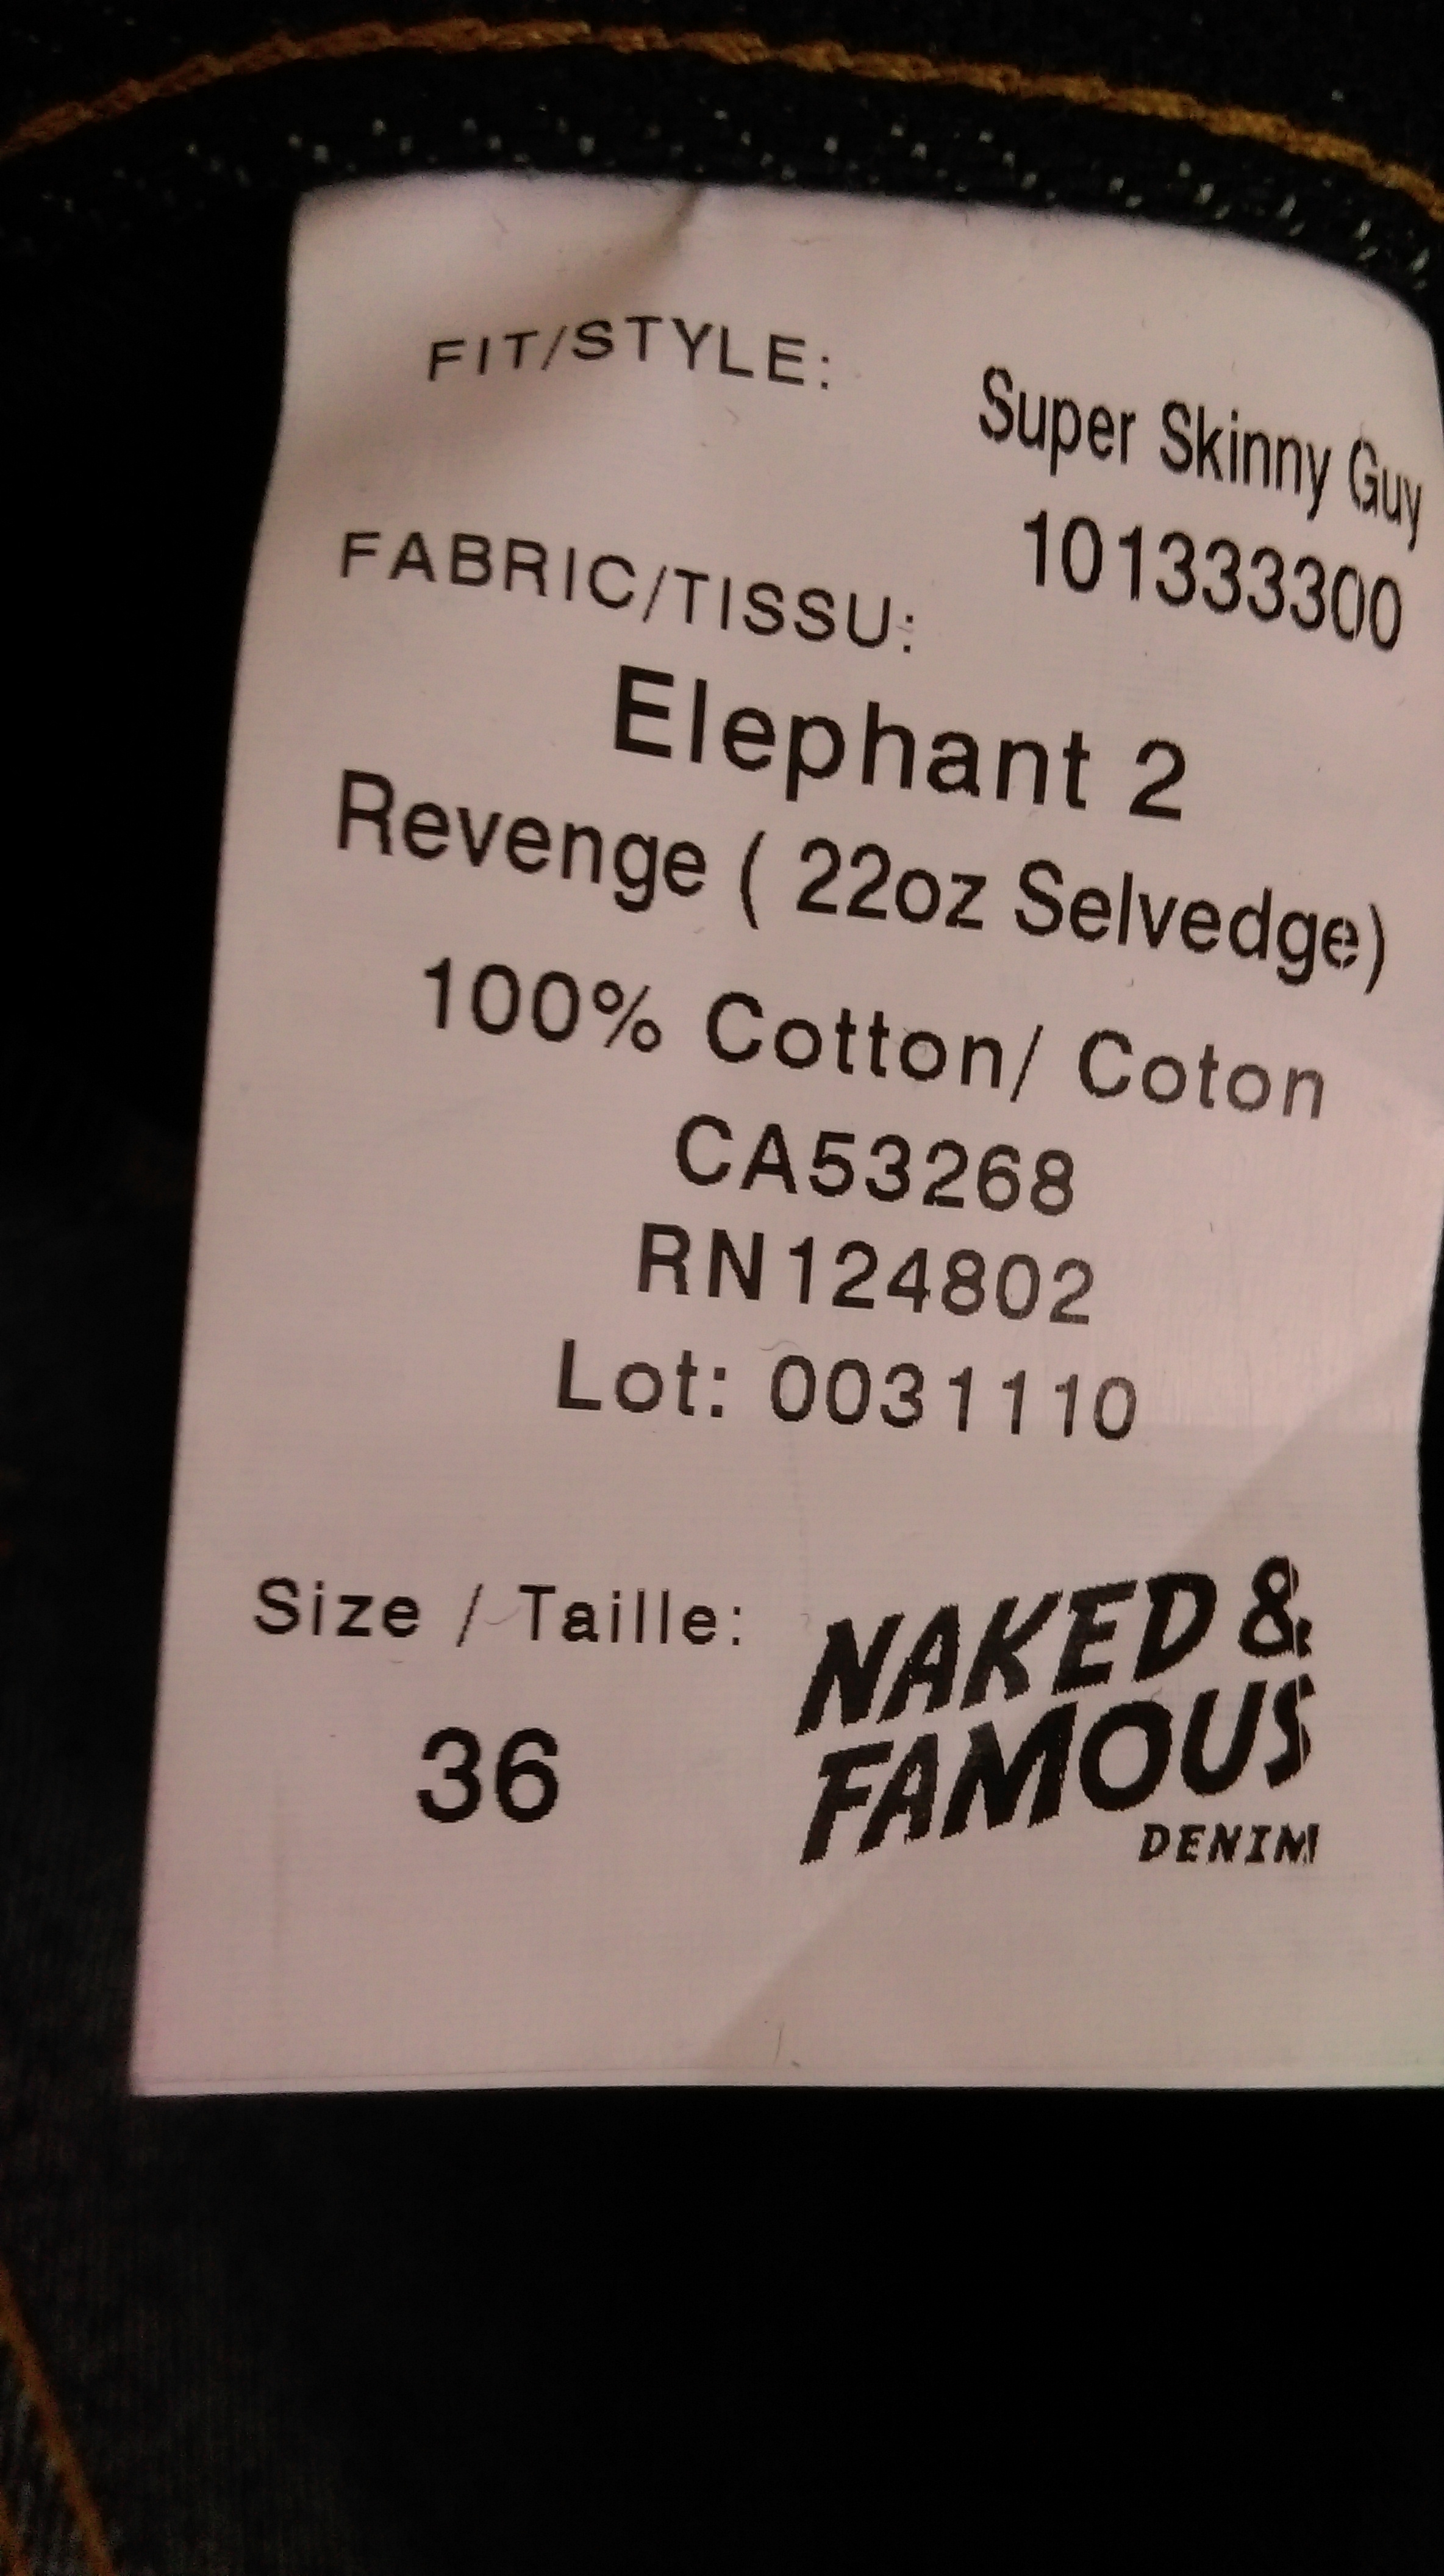 FIT/STYLE:
Super Skinny Guy
101333300
FABRIC/TISSU:
Elephant 2
Revenge ( 22oz Selvedge)
100% Cotton/ Coton
CA53268
RN124802
Lot: 0031110
Size / Taille:
36
NAKED &
FAMOUS
DENIM